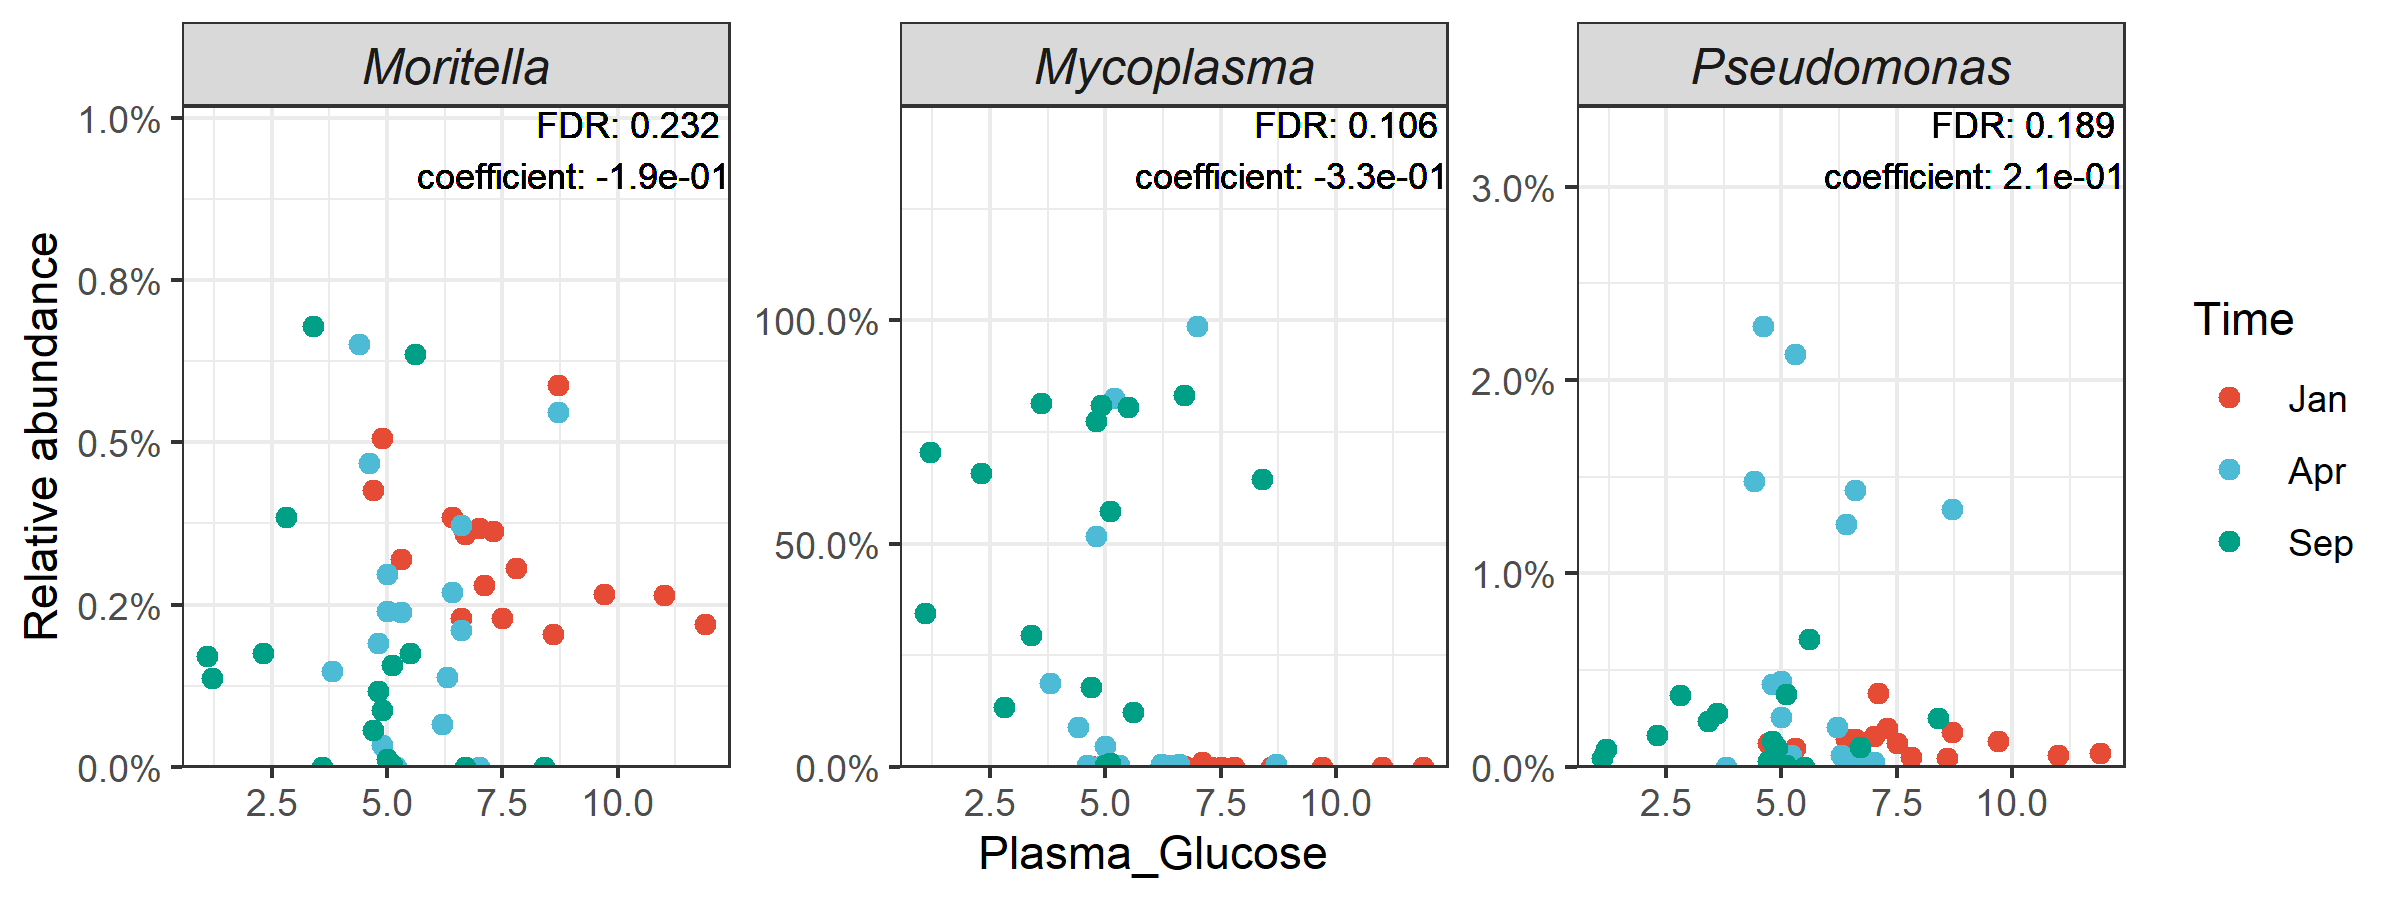 Moritella
Mycoplasma
Pseudomonas
FDR: 0.232
coefficient: -1.9e-01
FDR: 0.106
coefficient: -3.3e-01
FDR: 0.189
coefficient: 2.1e-01
Relative abundance
1.0%
0.8%
0.5%
0.2%
0.0%
100.0%
50.0%
0.0%
3.0%
2.0%
1.0%
0.0%
2.5 5.0 7.5 10.0
2.5 5.0 7.5 10.0
2.5 5.0 7.5 10.0
Plasma_Glucose
Time
Jan
Apr
Sep